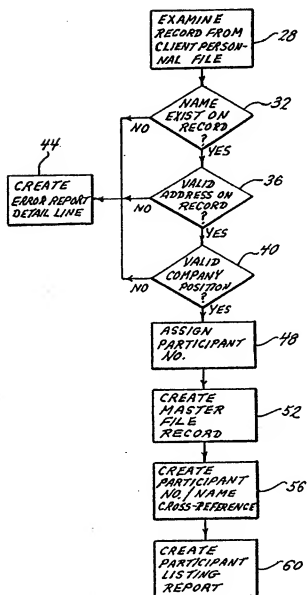 EXAMINE
RECORD FROM
CLIENT PERSON-
NAL FILE
28
NAME
EXIST ON
RECORD
?
32
NO
YES
44
CREATE
ERROR REPORT
DETAIL LINE
VALID
ADDRESS ON
RECORD
?
36
NO
YES
VALID
COMPANY
POSITION
?
40
NO
YES
ASSIGN
PARTICIPANT
NO.
48
CREATE
MASTER
FILE
RECORD
52
CREATE
PARTICIPANT
NO./NAME
CROSS-REFERENCE
56
CREATE
PARTICIPANT
LISTING
REPORT
60